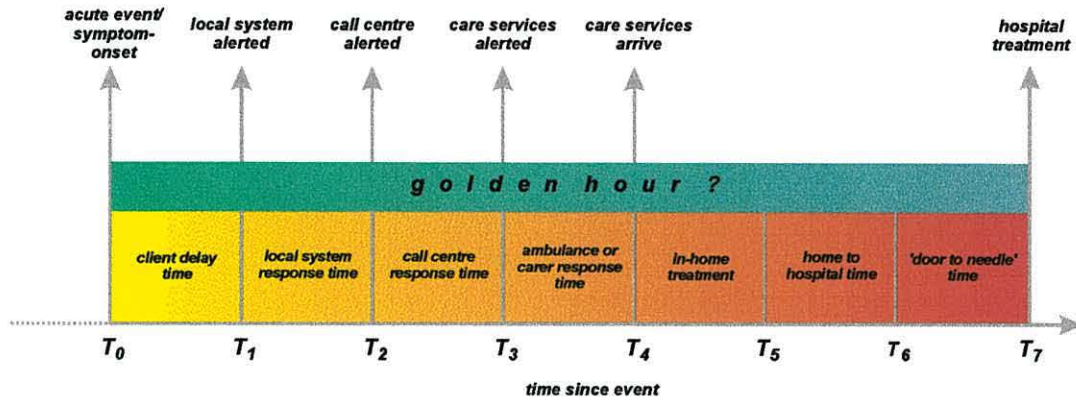 acute event/
symptom-
onset
local system
alerted
call centre
alerted
care services
alerted
care services
arrive
hospital
treatment
golden hour ?
client delay
time
local system
response time
call centre
response time
ambulance or
carer response
time
in-home
treatment
home to
hospital time
'door to needle'
time
T0 T1 T2 T3 T4 T5 T6 T7
time since event